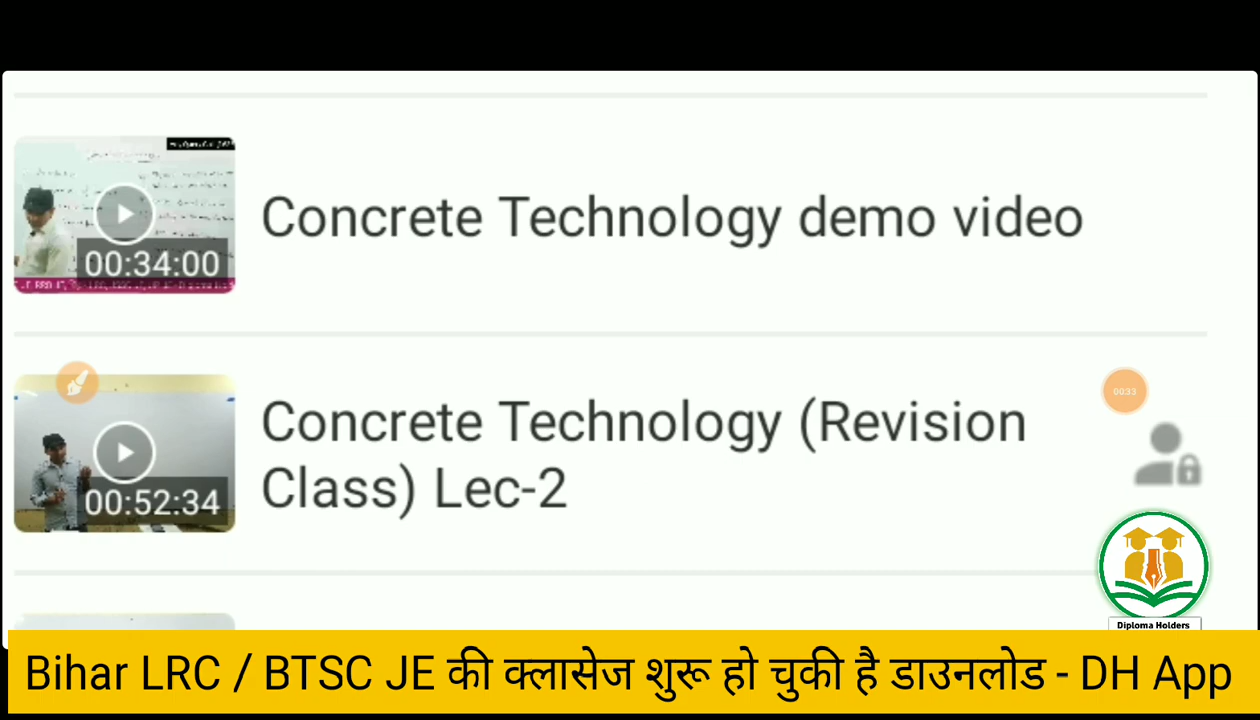 Concrete Technology demo video
00:34:00
Concrete Technology (Revision
Class) Lec-2
00:52:34
0033
Diploma Holders
Bihar LRC / BTSC JE की क्लासेज शुरू हो चुकी है डाउनलोड - DH App